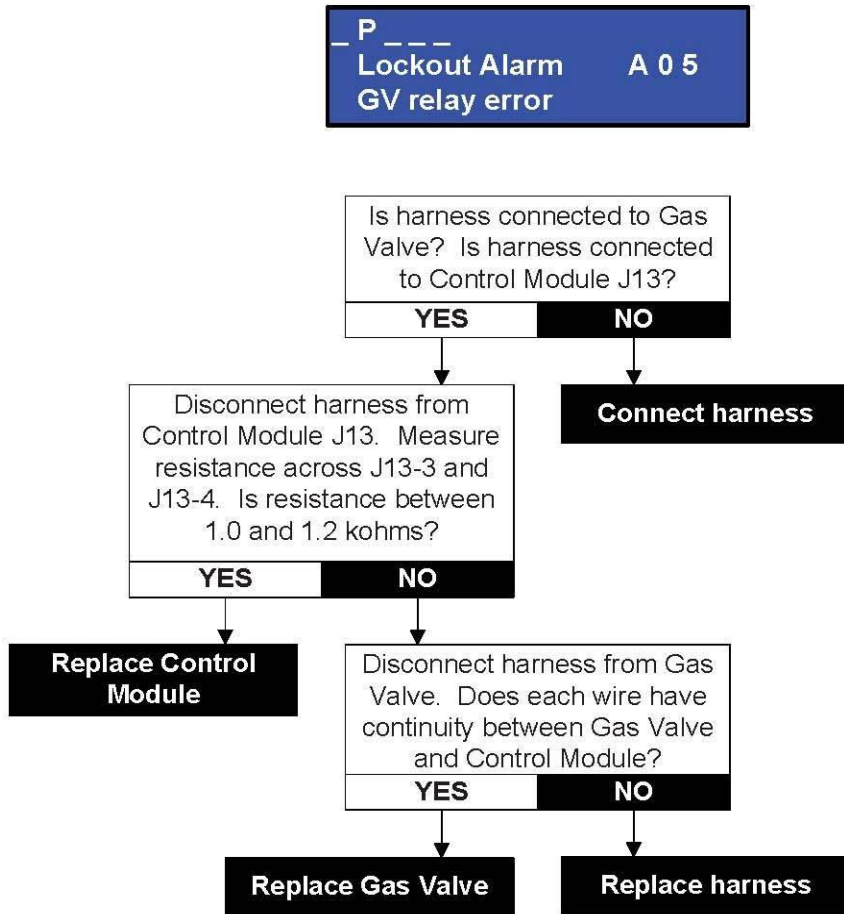 _ P _ _ _
Lockout Alarm A 0 5
GV relay error
Is harness connected to Gas
Valve? Is harness connected
to Control Module J13?
YES NO
Disconnect harness from
Control Module J13. Measure
resistance across J13-3 and
J13-4. Is resistance between
1.0 and 1.2 kohms?
YES NO
Connect harness
Replace Control
Module
Disconnect harness from Gas
Valve. Does each wire have
continuity between Gas Valve
and Control Module?
YES NO
Replace Gas Valve
Replace harness